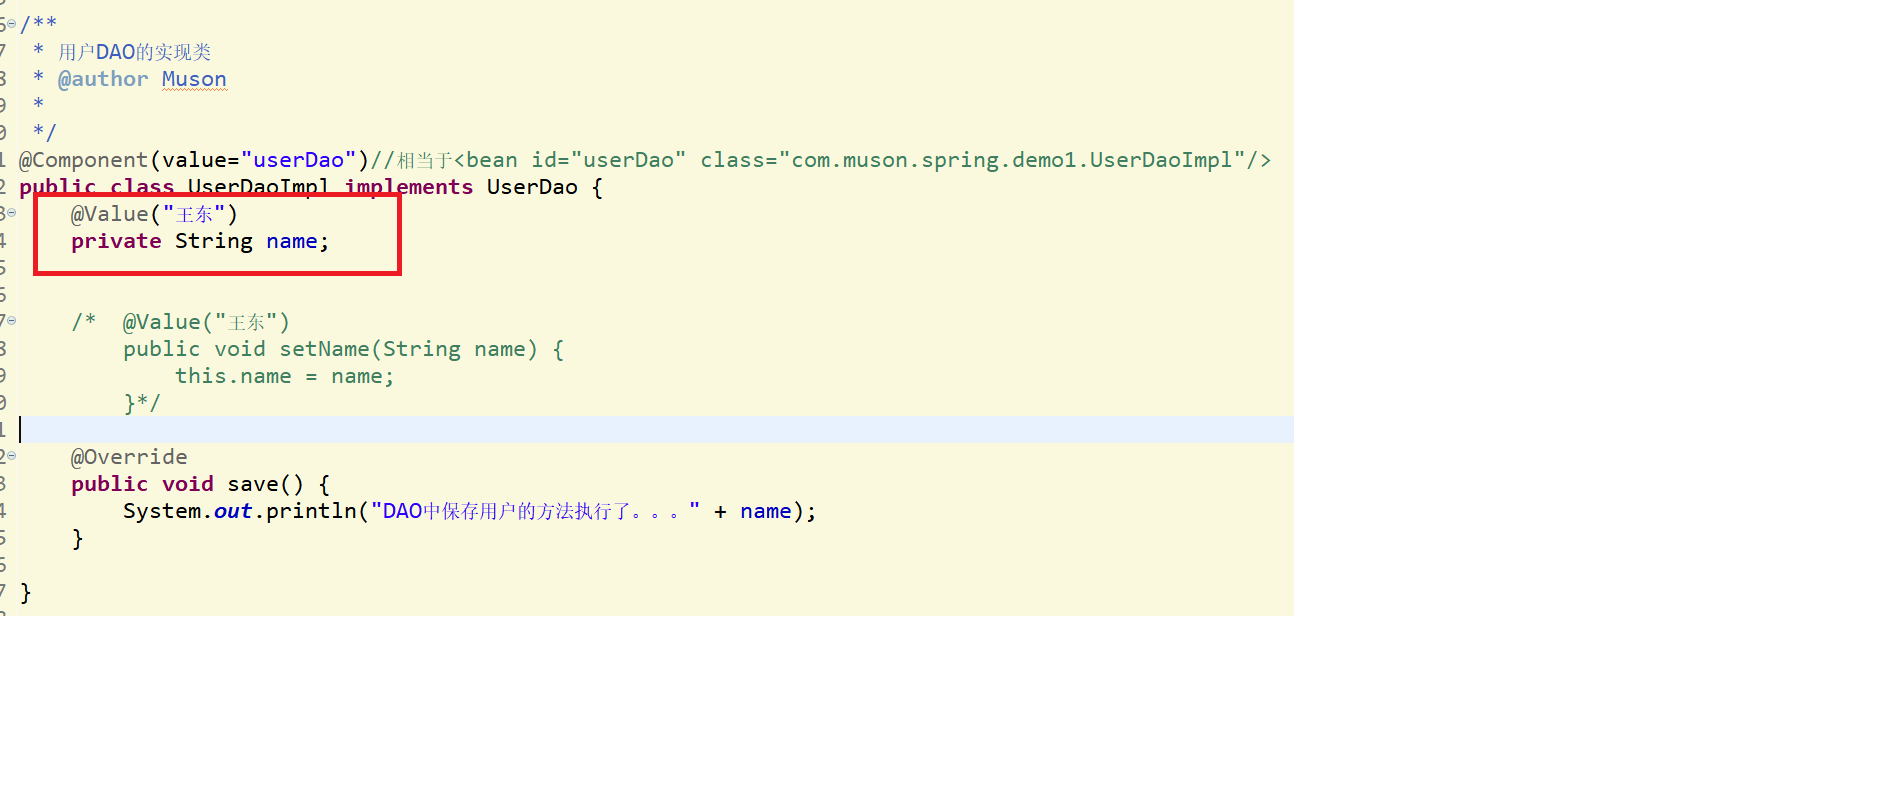 /**
 * 用户DAO的实现类
 * @author Muson
 *
 */
@Component(value="userDao")//相当于<bean id="userDao" class="com.muson.spring.demo1.UserDaoImpl"/>
public class UserDaoImpl implements UserDao {
    @Value("王东")
    private String name;
    /*  @Value("王东")
        public void setName(String name) {
            this.name = name;
        }*/
    @Override
    public void save() {
        System.out.println("DAO中保存用户的方法执行了。。。" + name);
    }
}